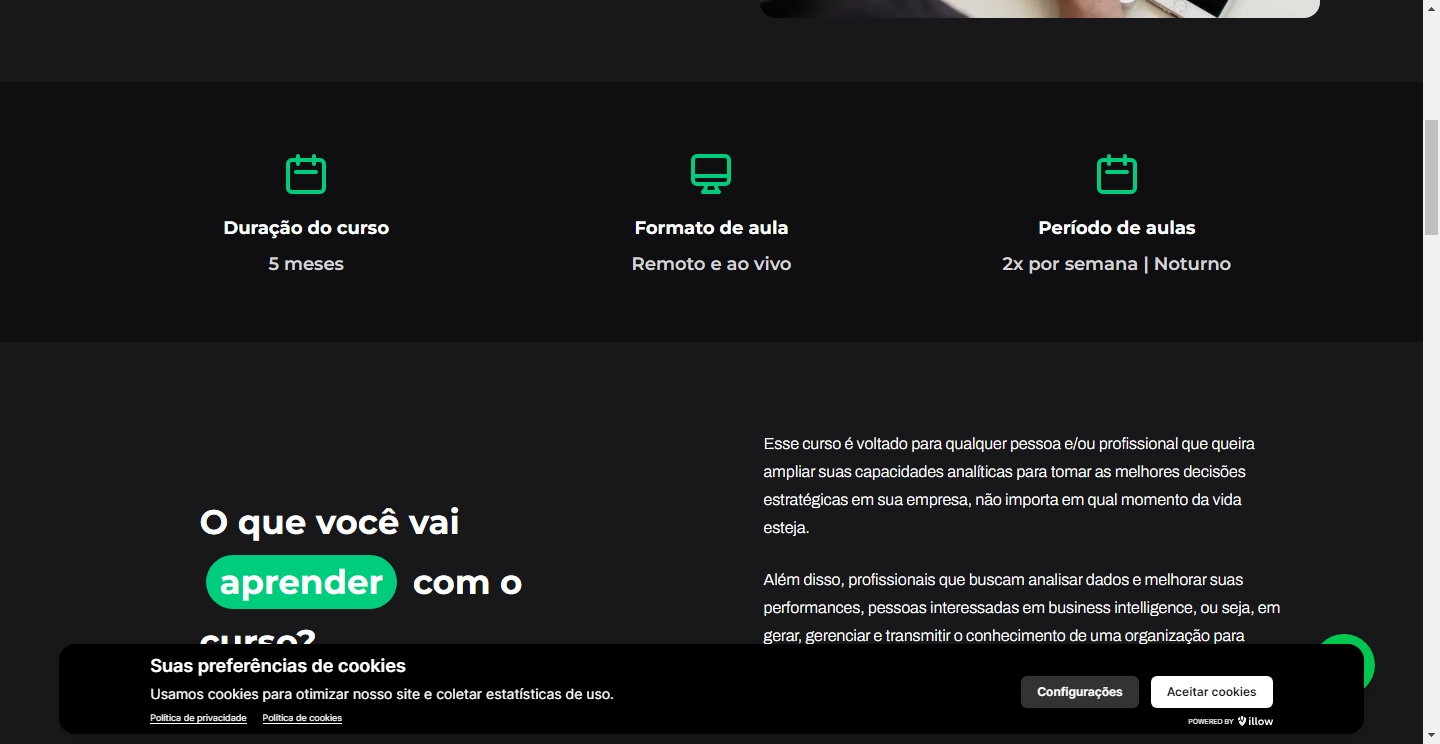 Duração do curso
5 meses
Formato de aula
Remoto e ao vivo
Período de aulas
2x por semana | Noturno
O que você vai
aprender com o
curso?
Esse curso é voltado para qualquer pessoa e/ou profissional que queira
ampliar suas capacidades analíticas para tomar as melhores decisões
estratégicas em sua empresa, não importa em qual momento da vida
esteja.
Além disso, profissionais que buscam analisar dados e melhorar suas
performances, pessoas interessadas em business intelligence, ou seja, em
gerar, gerenciar e transmitir o conhecimento de uma organização para
Suas preferências de cookies
Usamos cookies para otimizar nosso site e coletar estatísticas de uso.
Política de privacidade
Política de cookies
Configurações
Aceitar cookies
POWERED BY illow